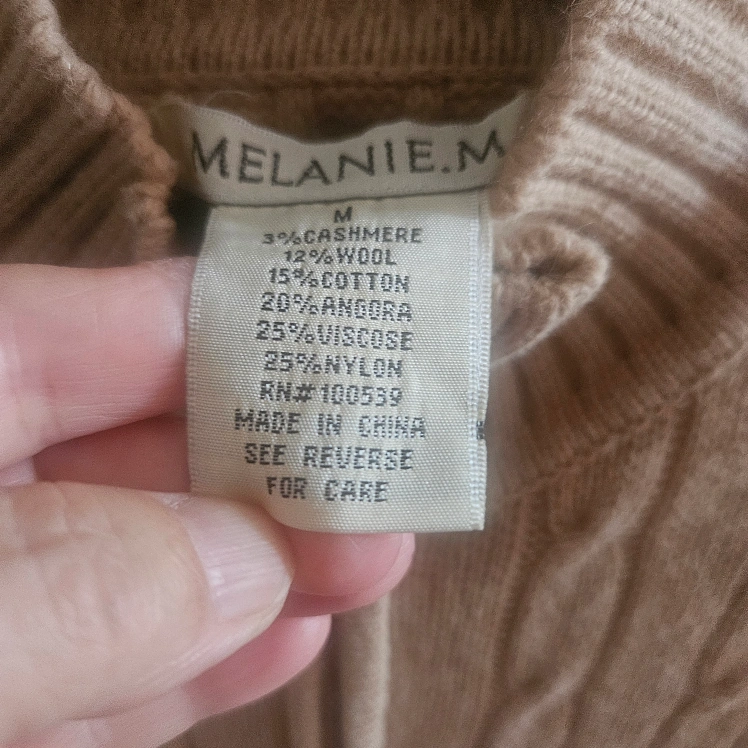 MELANIE.M
M
3%CASHMERE
12%WOOL
15%COTTON
20%ANGORA
25%VISCOSE
25%NYLON
RN#100539
MADE IN CHINA
SEE REVERSE
FOR CARE